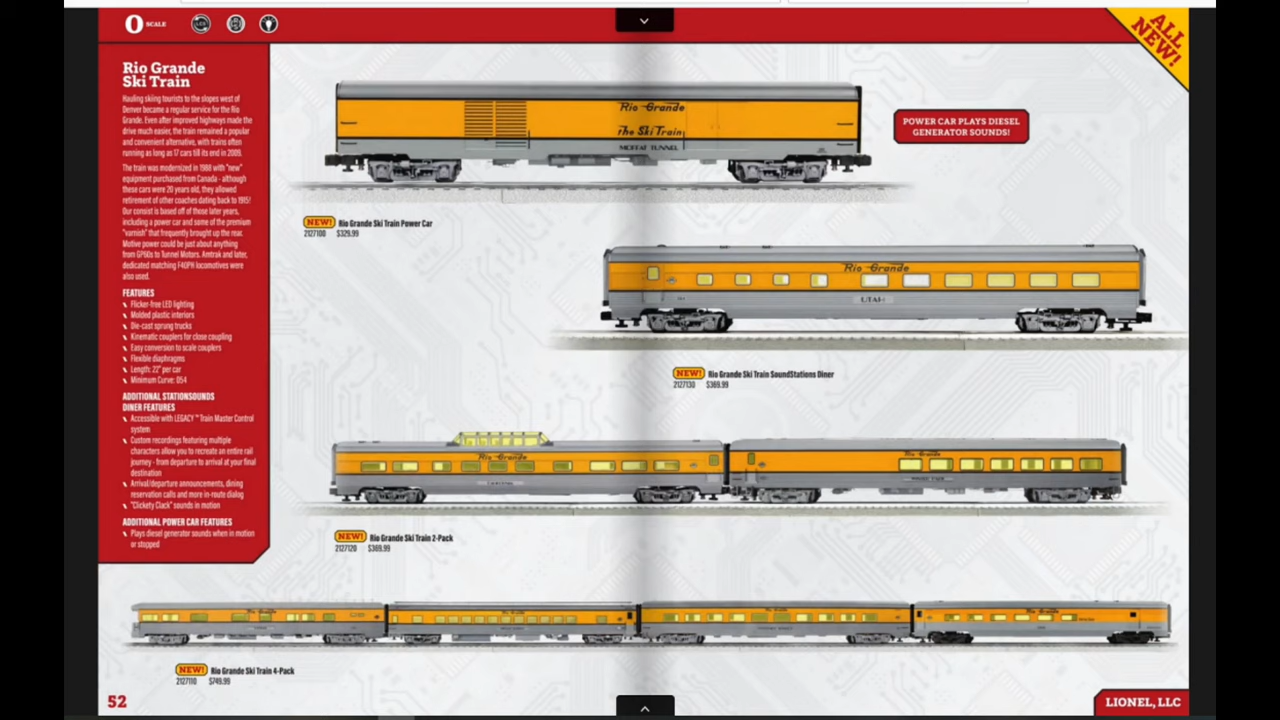 O SCALE
ALL NEW!
Rio Grande
Ski Train
Hauling skiing tourists to the slopes west of
Denver became a regular service for the Rio
Grande. Even after improved highways made the
drive much easier, the train remained a popular
and convenient alternative, with trains often
running as long as 17 cars till its end in 2009.
The train was modernized in 1988 with "new"
equipment purchased from Canada - although
these cars were 20 years old, they allowed
retirement of other coaches dating back to 1915!
Our consist is based off of those later years,
including a power car and some of the premium
"varnish" that frequently brought up the rear.
Motive power could be just about anything
from GP60s to Tunnel Motors. Amtrak and later,
dedicated matching F40PH locomotives were
also used.
FEATURES
Flicker-free LED lighting
Molded plastic interiors
Die-cast sprung trucks
Kinematic couplers for close coupling
Easy conversion to scale couplers
Flexible diaphragms
Length: 22" per car
Minimum Curve: O54
ADDITIONAL STATIONSOUNDS
DINER FEATURES
Accessible with LEGACY™ Train Master Control
system
Custom recordings featuring multiple
characters allow you to recreate an entire rail
journey - from departure to arrival at your final
destination
Arrival/departure announcements, dining
reservation calls and more in-route dialog
"Clickety Clack" sounds in motion
ADDITIONAL POWER CAR FEATURES
Plays diesel generator sounds when in motion
or stopped
Rio Grande
The Ski Train
MOFFAT TUNNEL
POWER CAR PLAYS DIESEL
GENERATOR SOUNDS!
NEW! Rio Grande Ski Train Power Car
2127100 $329.99
Rio Grande
UTAH
NEW! Rio Grande Ski Train SoundStations Diner
2127130 $369.99
Rio Grande
Rio Grande
NEW! Rio Grande Ski Train 2-Pack
2127120 $369.99
Rio Grande
Rio Grande
Rio Grande
Rio Grande
NEW! Rio Grande Ski Train 4-Pack
2127110 $749.99
52
LIONEL, LLC